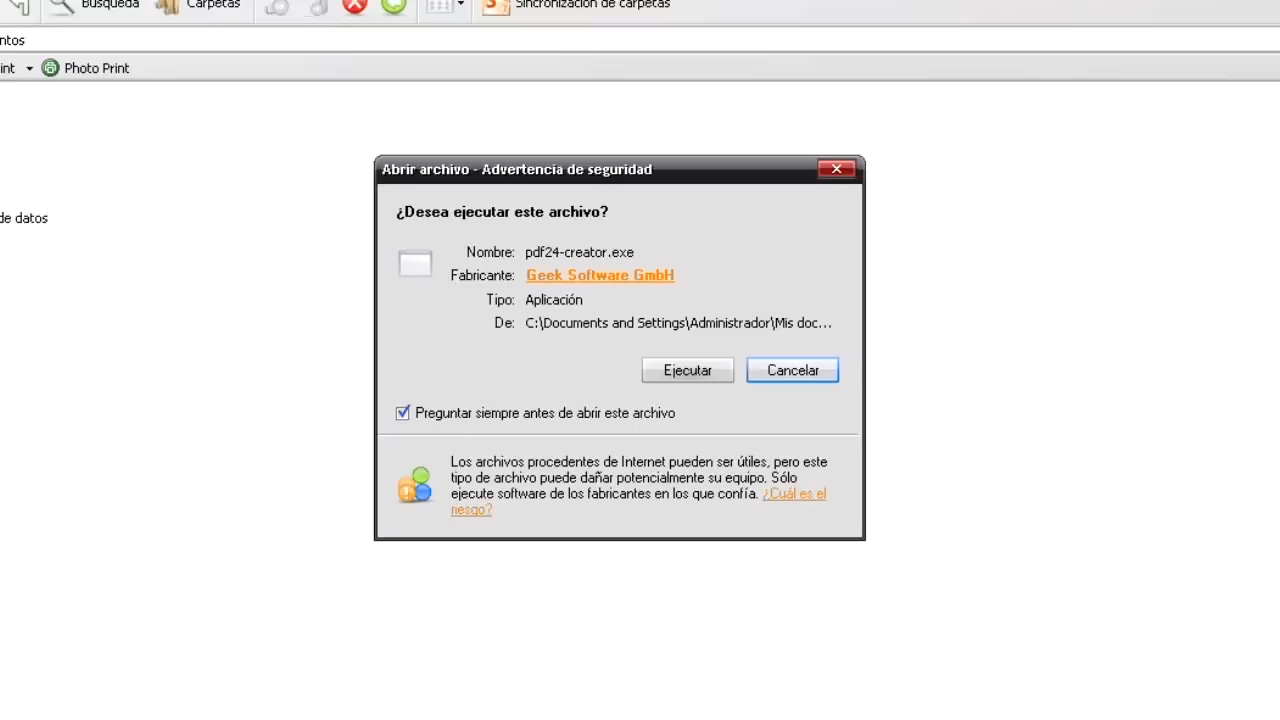 Búsqueda
Carpetas
Sincronización de carpetas
ntos
int
Photo Print
de datos
Abrir archivo - Advertencia de seguridad
¿Desea ejecutar este archivo?
Nombre: pdf24-creator.exe
Fabricante: Geek Software GmbH
Tipo: Aplicación
De: C:\Documents and Settings\Administrador\Mis doc...
Ejecutar
Cancelar
Preguntar siempre antes de abrir este archivo
Los archivos procedentes de Internet pueden ser útiles, pero este
tipo de archivo puede dañar potencialmente su equipo. Sólo
ejecute software de los fabricantes en los que confía. ¿Cuál es el
riesgo?